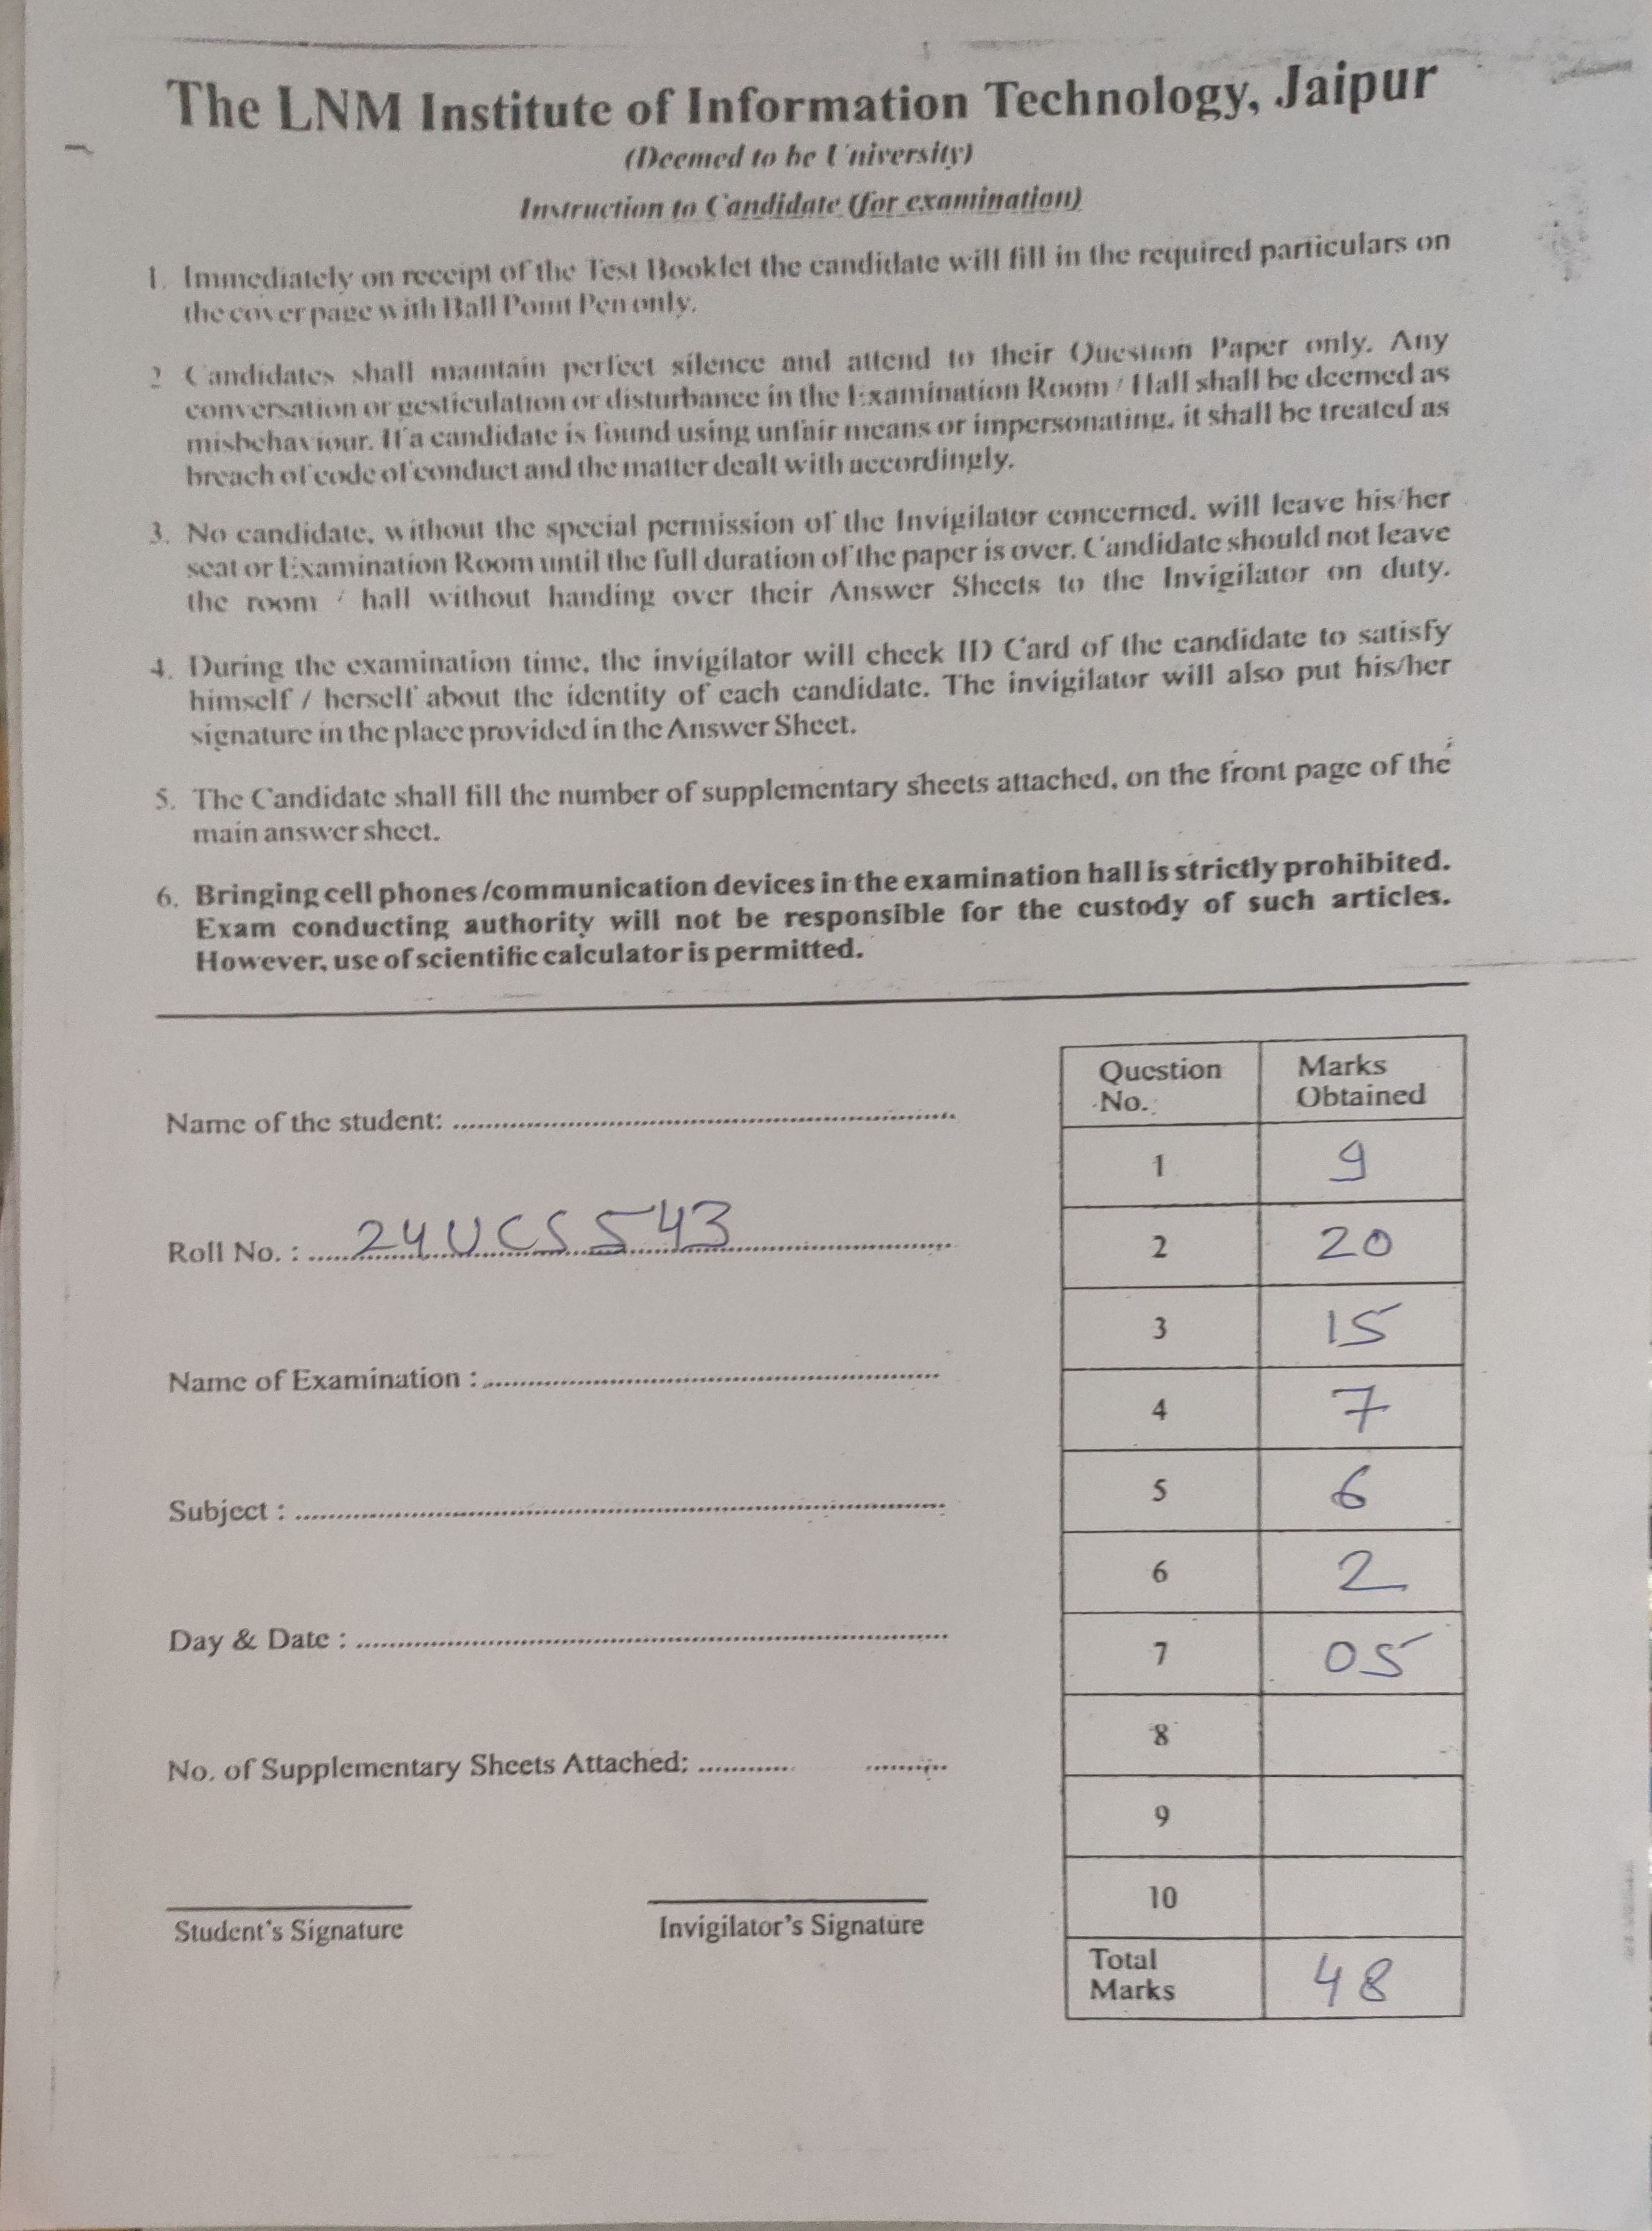 The LNM Institute of Information Technology, Jaipur
(Deemed to be University)
Instruction to Candidate (for examination)
1. Immediately on receipt of the Test Booklet the candidate will fill in the required particulars on
the cover page with Ball Point Pen only.
2 Candidates shall maintain perfect silence and attend to their Question Paper only. Any
conversation or gesticulation or disturbance in the Examination Room / Hall shall be deemed as
misbehaviour. If a candidate is found using unfair means or impersonating, it shall be treated as
breach of code of conduct and the matter dealt with accordingly.
3. No candidate, without the special permission of the Invigilator concerned, will leave his/her
seat or Examination Room until the full duration of the paper is over. Candidate should not leave
the room / hall without handing over their Answer Sheets to the Invigilator on duty.
4. During the examination time, the invigilator will check ID Card of the candidate to satisfy
himself / herself about the identity of each candidate. The invigilator will also put his/her
signature in the place provided in the Answer Sheet.
5. The Candidate shall fill the number of supplementary sheets attached, on the front page of the
main answer sheet.
6. Bringing cell phones/communication devices in the examination hall is strictly prohibited.
Exam conducting authority will not be responsible for the custody of such articles.
However, use of scientific calculator is permitted.
Name of the student:
Roll No. : 24UCS543
Name of Examination :
Subject :
Day & Date :
No. of Supplementary Sheets Attached:
Student's Signature
Invigilator's Signature
Question No. Marks Obtained
1 9
2 20
3 15
4 7
5 6
6 2
7 05
8
9
10
Total Marks 48